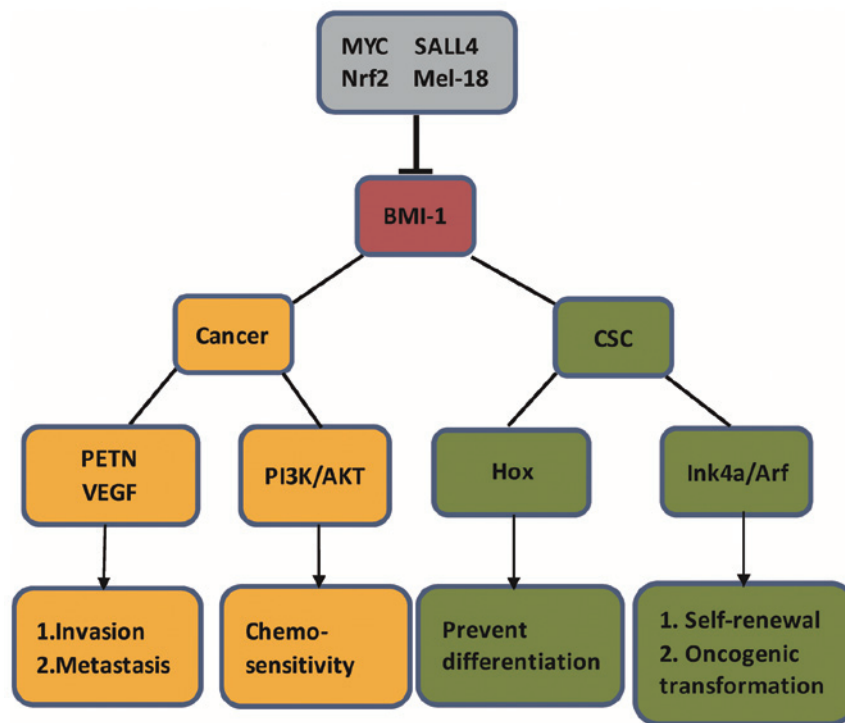 MYC SALL4
Nrf2 Mel-18
BMI-1
Cancer
CSC
PETN
VEGF
PI3K/AKT
Hox
Ink4a/Arf
1.Invasion
2.Metastasis
Chemo-
sensitivity
Prevent
differentiation
1. Self-renewal
2. Oncogenic
transformation